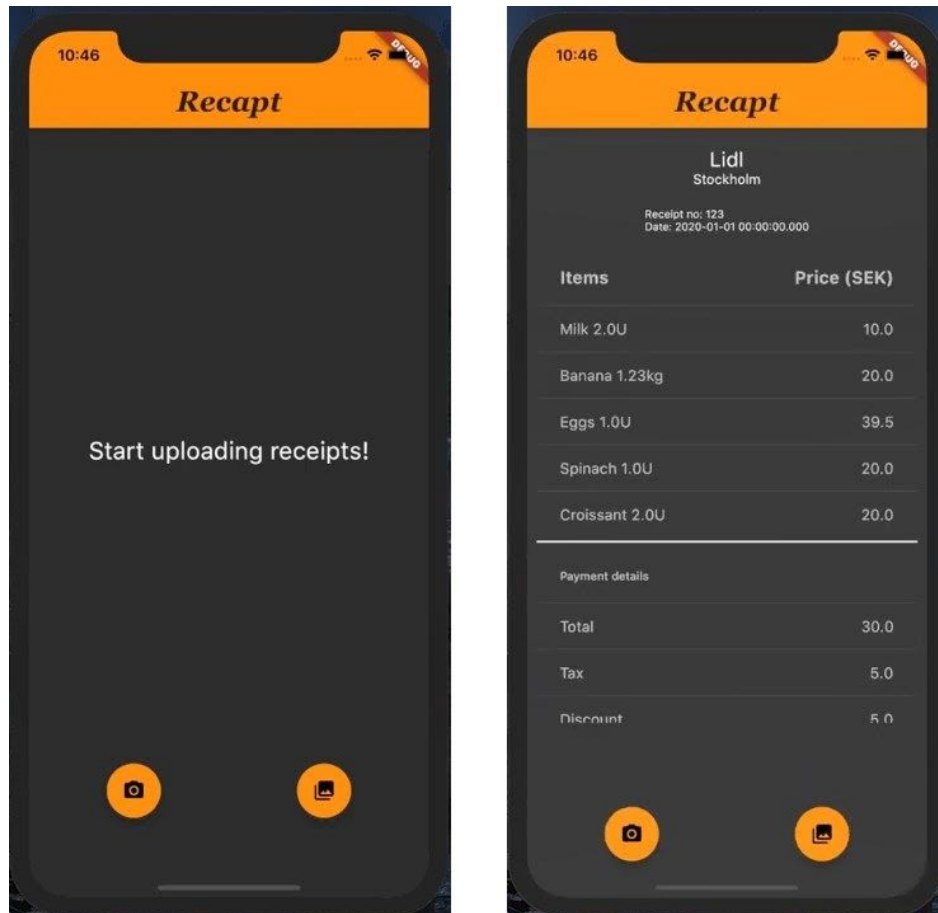 10:46
DEBUG
Recapt
Start uploading receipts!
10:46
DEBUG
Recapt
Lidl
Stockholm
Receipt no: 123
Date: 2020-01-01 00:00:00.000
Items Price (SEK)
Milk 2.0U 10.0
Banana 1.23kg 20.0
Eggs 1.0U 39.5
Spinach 1.0U 20.0
Croissant 2.0U 20.0
Payment details
Total 30.0
Tax 5.0
Discount 5.0